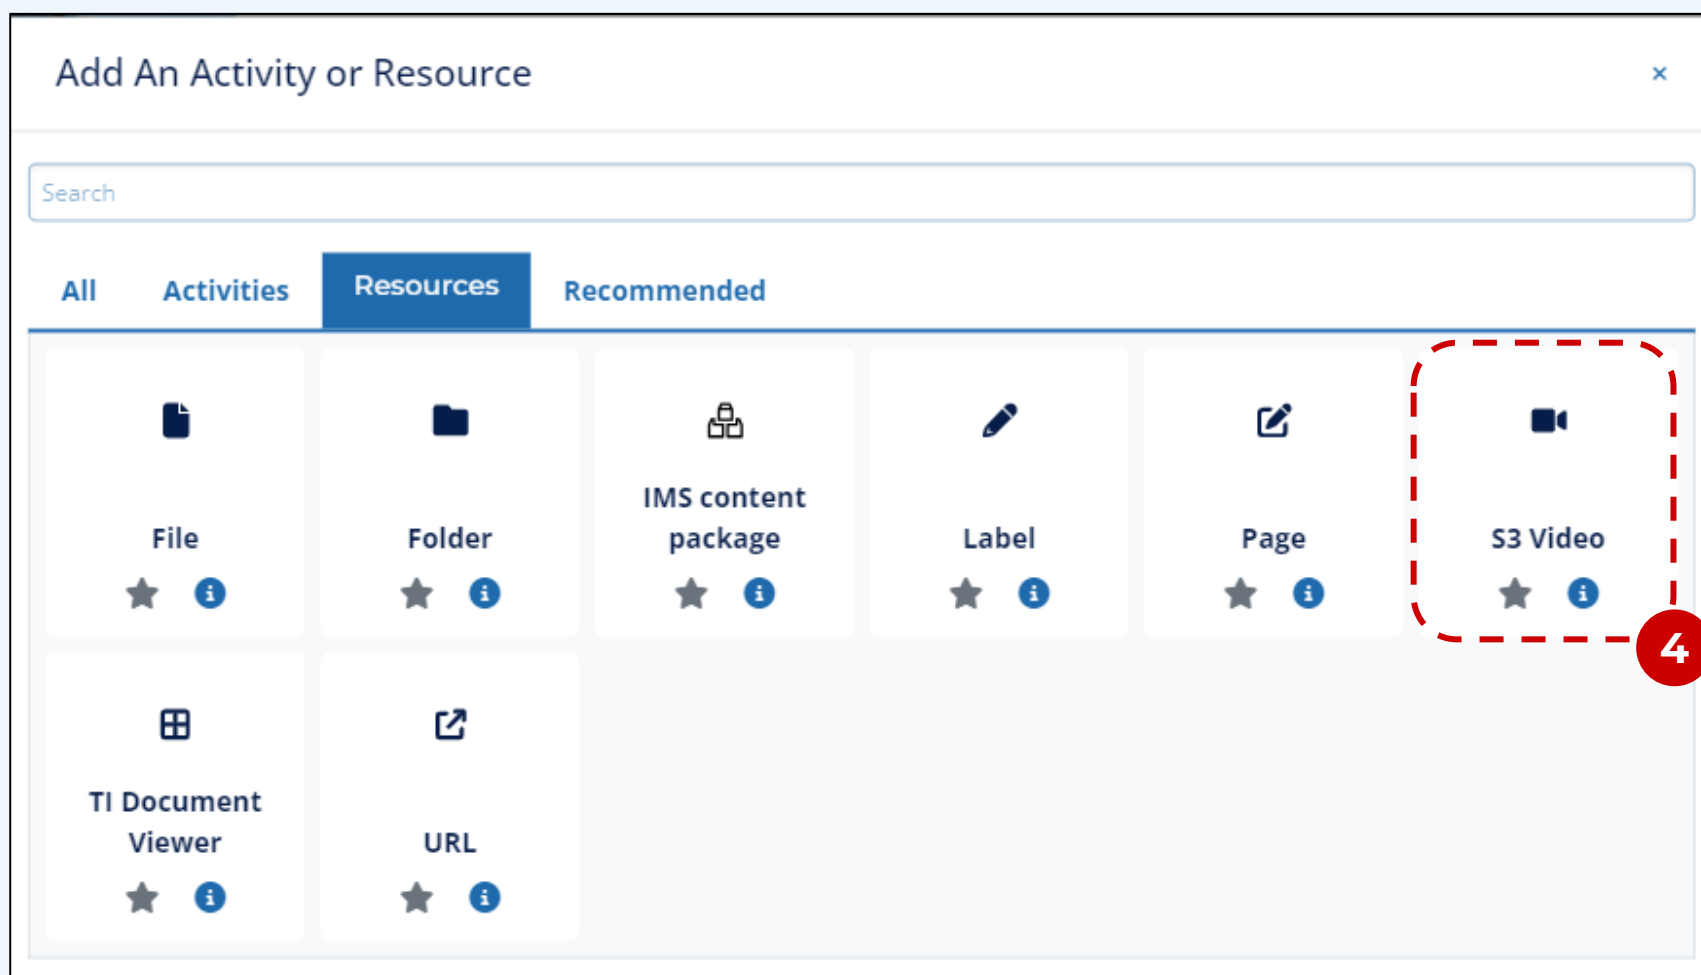 Add An Activity or Resource
×
Search
All Activities Resources Recommended
File
Folder
IMS content
package
Label
Page
S3 Video
4
TI Document
Viewer
URL